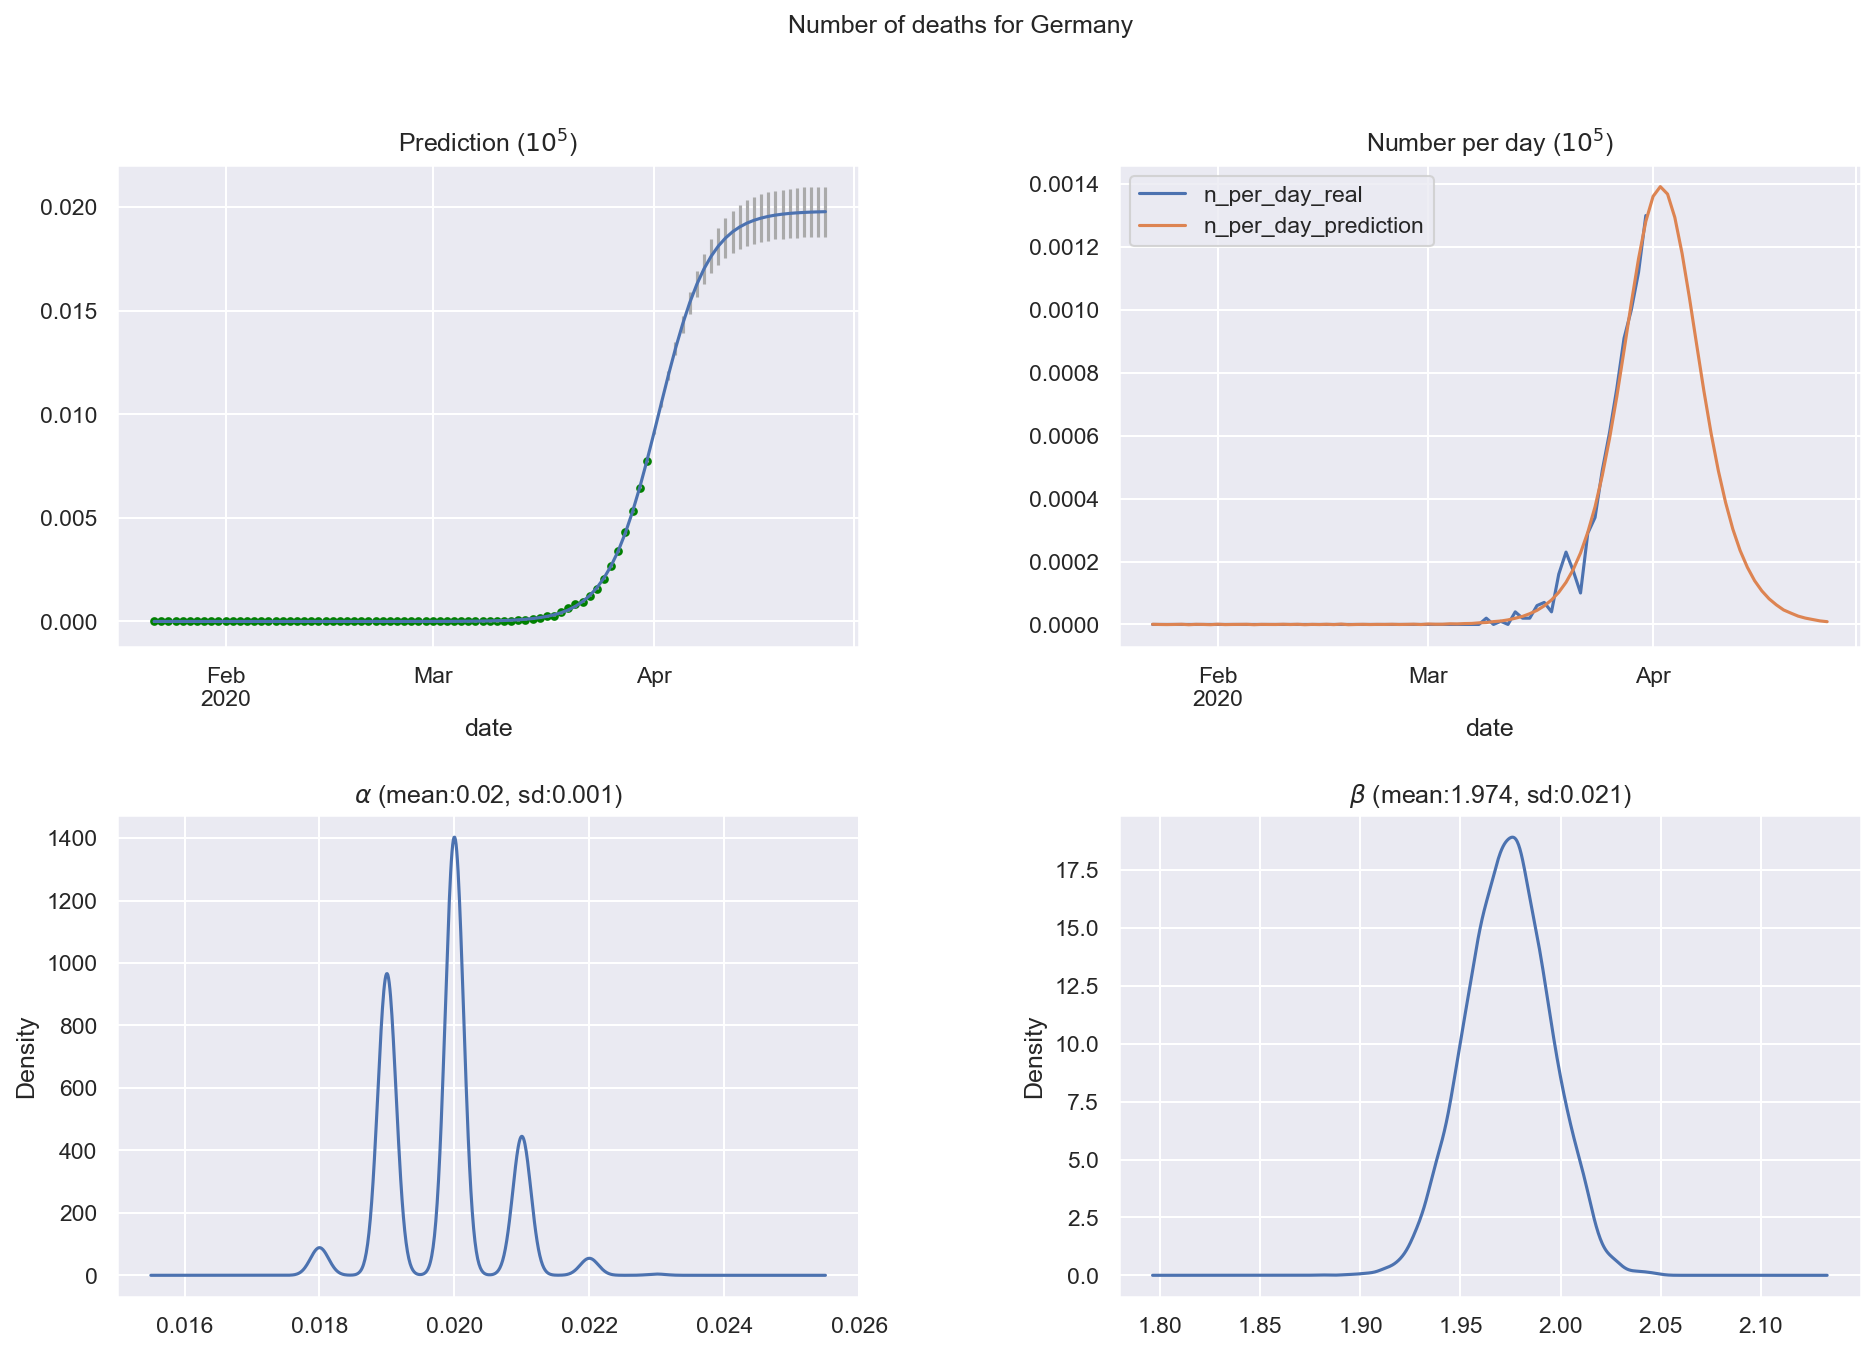 Number of deaths for Germany
Prediction (10^5)
0.020
0.015
0.010
0.005
0.000
Feb
2020
Mar
Apr
date
Number per day (10^5)
n_per_day_real
n_per_day_prediction
0.0014
0.0012
0.0010
0.0008
0.0006
0.0004
0.0002
0.0000
Feb
2020
Mar
Apr
date
α (mean:0.02, sd:0.001)
Density
1400
1200
1000
800
600
400
200
0
0.016 0.018 0.020 0.022 0.024 0.026
β (mean:1.974, sd:0.021)
Density
17.5
15.0
12.5
10.0
7.5
5.0
2.5
0.0
1.80 1.85 1.90 1.95 2.00 2.05 2.10